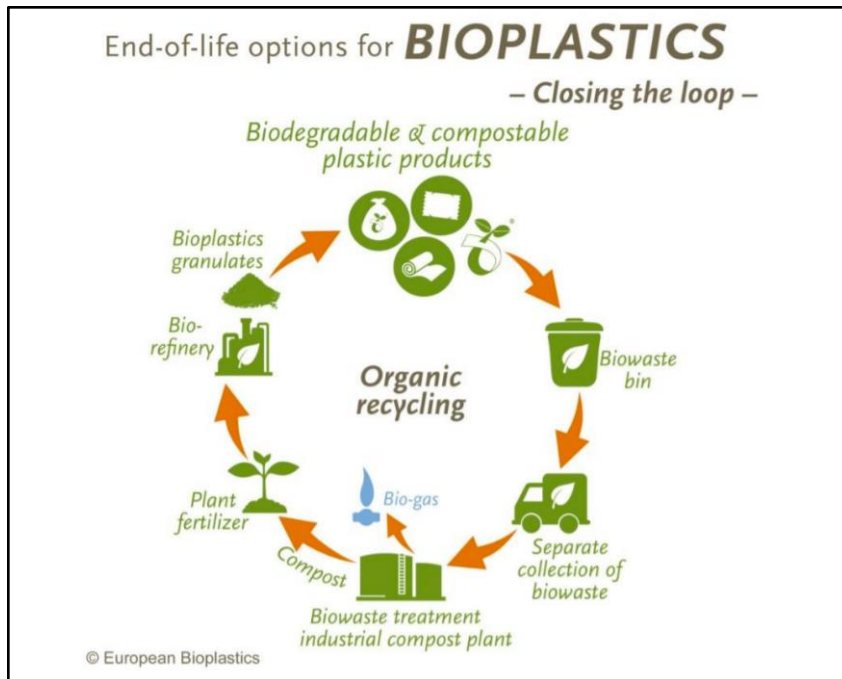 End-of-life options for BIOPLASTICS
– Closing the loop –
Biodegradable & compostable
plastic products
®
Bioplastics
granulates
Bio-
refinery
Biowaste
bin
Organic
recycling
Plant
fertilizer
Bio-gas
Compost
Separate
collection of
biowaste
Biowaste treatment
industrial compost plant
© European Bioplastics